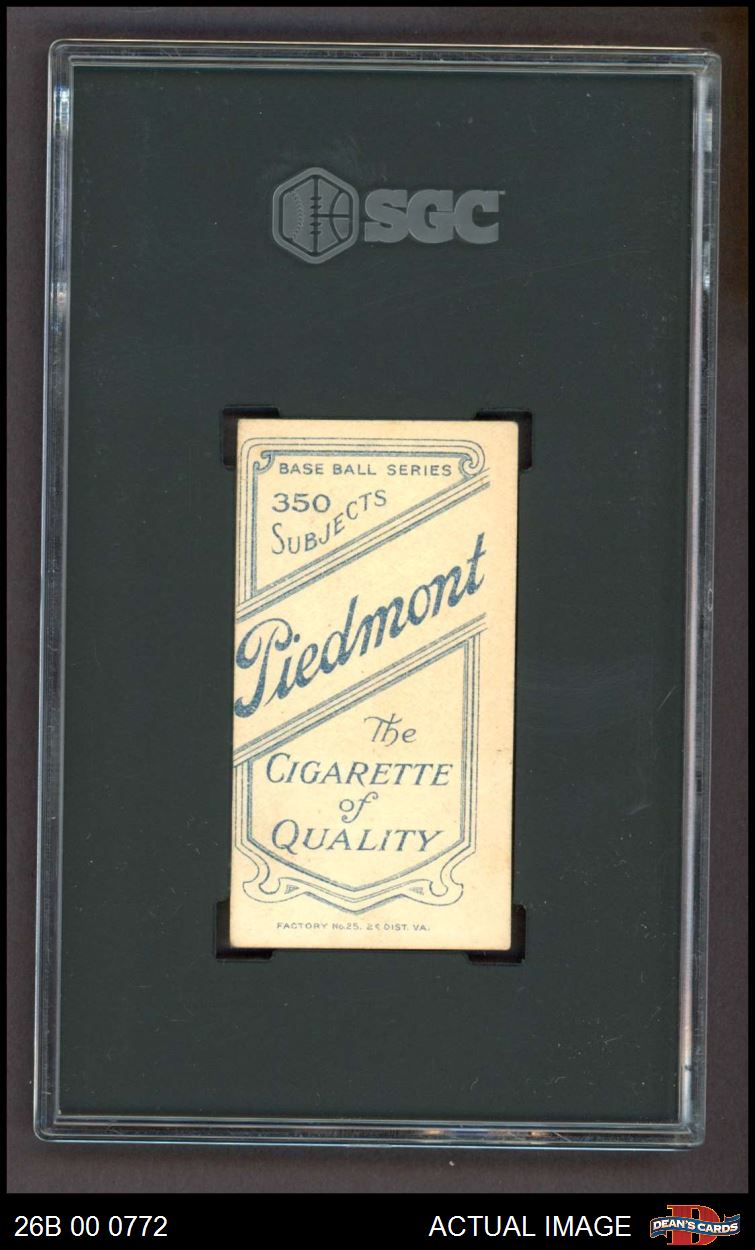 SGC
BASE BALL SERIES
350
SUBJECTS
Piedmont
The
CIGARETTE
of
QUALITY
FACTORY No.25. 2D DIST. VA.
26B 00 0772
ACTUAL IMAGE
DEAN'S CARDS